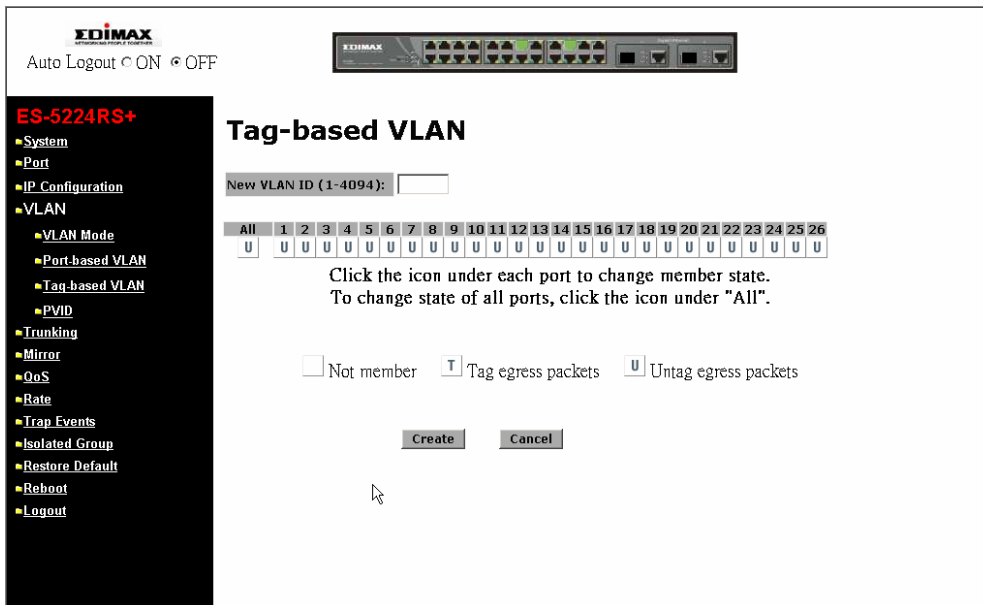 EDIMAX
NETWORKING PEOPLE TOGETHER
Auto Logout ON OFF
EDIMAX
ES-5224RS+
System
Port
IP Configuration
VLAN
VLAN Mode
Port-based VLAN
Tag-based VLAN
PVID
Trunking
Mirror
QoS
Rate
Trap Events
Isolated Group
Restore Default
Reboot
Logout
Tag-based VLAN
New VLAN ID (1-4094):
All 1 2 3 4 5 6 7 8 9 10 11 12 13 14 15 16 17 18 19 20 21 22 23 24 25 26
U U U U U U U U U U U U U U U U U U U U U U U U U U U
Click the icon under each port to change member state.
To change state of all ports, click the icon under "All".
Not member T Tag egress packets U Untag egress packets
Create Cancel